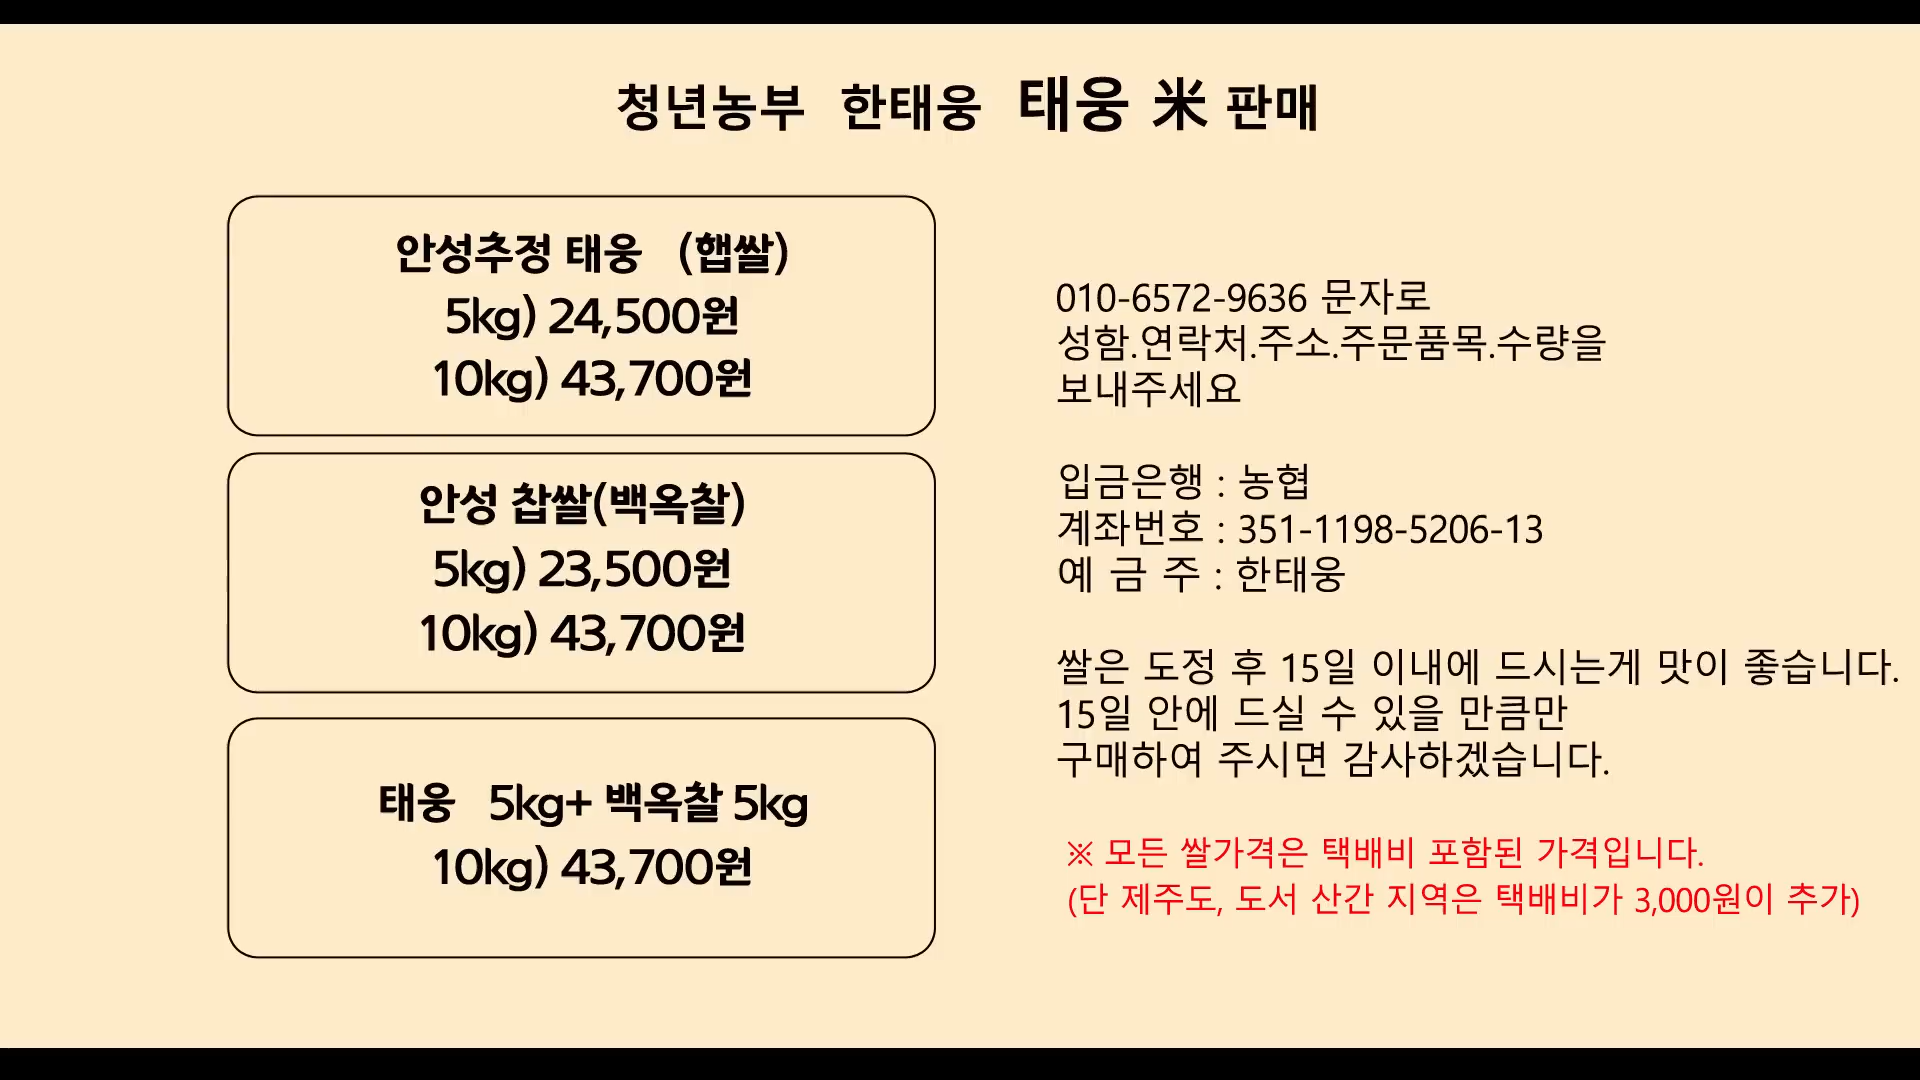 청년농부 한태웅 태웅 米 판매
안성추정 태웅 (햅쌀)
5kg) 24,500원
10kg) 43,700원
안성 찹쌀(백옥찰)
5kg) 23,500원
10kg) 43,700원
태웅 5kg+ 백옥찰 5kg
10kg) 43,700원
010-6572-9636 문자로
성함.연락처.주소.주문품목.수량을
보내주세요
입금은행 : 농협
계좌번호 : 351-1198-5206-13
예 금 주 : 한태웅
쌀은 도정 후 15일 이내에 드시는게 맛이 좋습니다.
15일 안에 드실 수 있을 만큼만
구매하여 주시면 감사하겠습니다.
※ 모든 쌀가격은 택배비 포함된 가격입니다.
(단 제주도, 도서 산간 지역은 택배비가 3,000원이 추가)